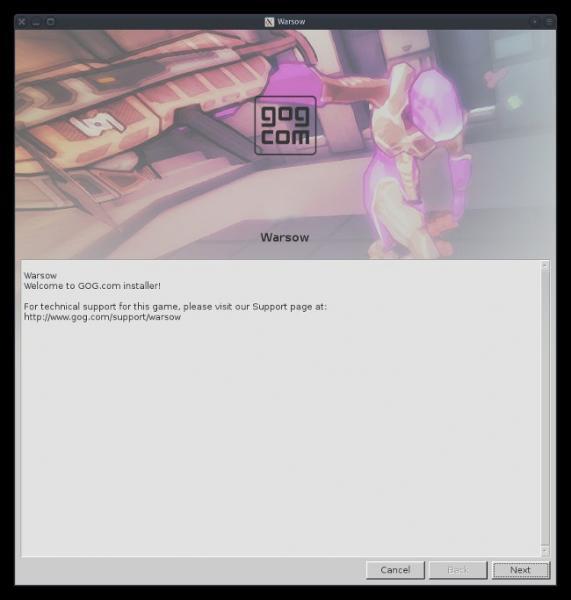 Warsow
gog
com
Warsow
Warsow
Welcome to GOG.com installer!
For technical support for this game, please visit our Support page at:
http://www.gog.com/support/warsow
Cancel
Back
Next